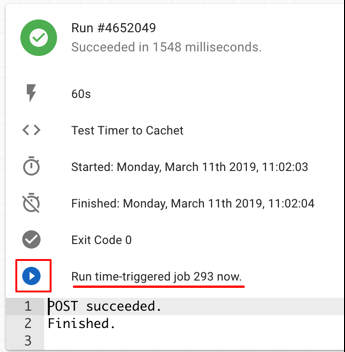 Run #4652049
Succeeded in 1548 milliseconds.
60s
Test Timer to Cachet
Started: Monday, March 11th 2019, 11:02:03
Finished: Monday, March 11th 2019, 11:02:04
Exit Code 0
Run time-triggered job 293 now.
1 POST succeeded.
2 Finished.
3